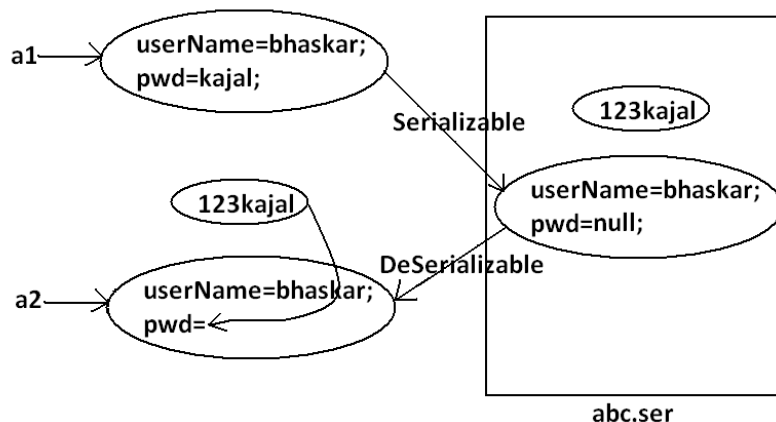 a1
userName=bhaskar;
pwd=kajal;
Serializable
123kajal
userName=bhaskar;
pwd=null;
123kajal
DeSerializable
a2
userName=bhaskar;
pwd=
abc.ser